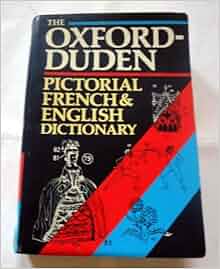 THE
OXFORD-
DUDEN
PICTORIAL
FRENCH &
ENGLISH
DICTIONARY